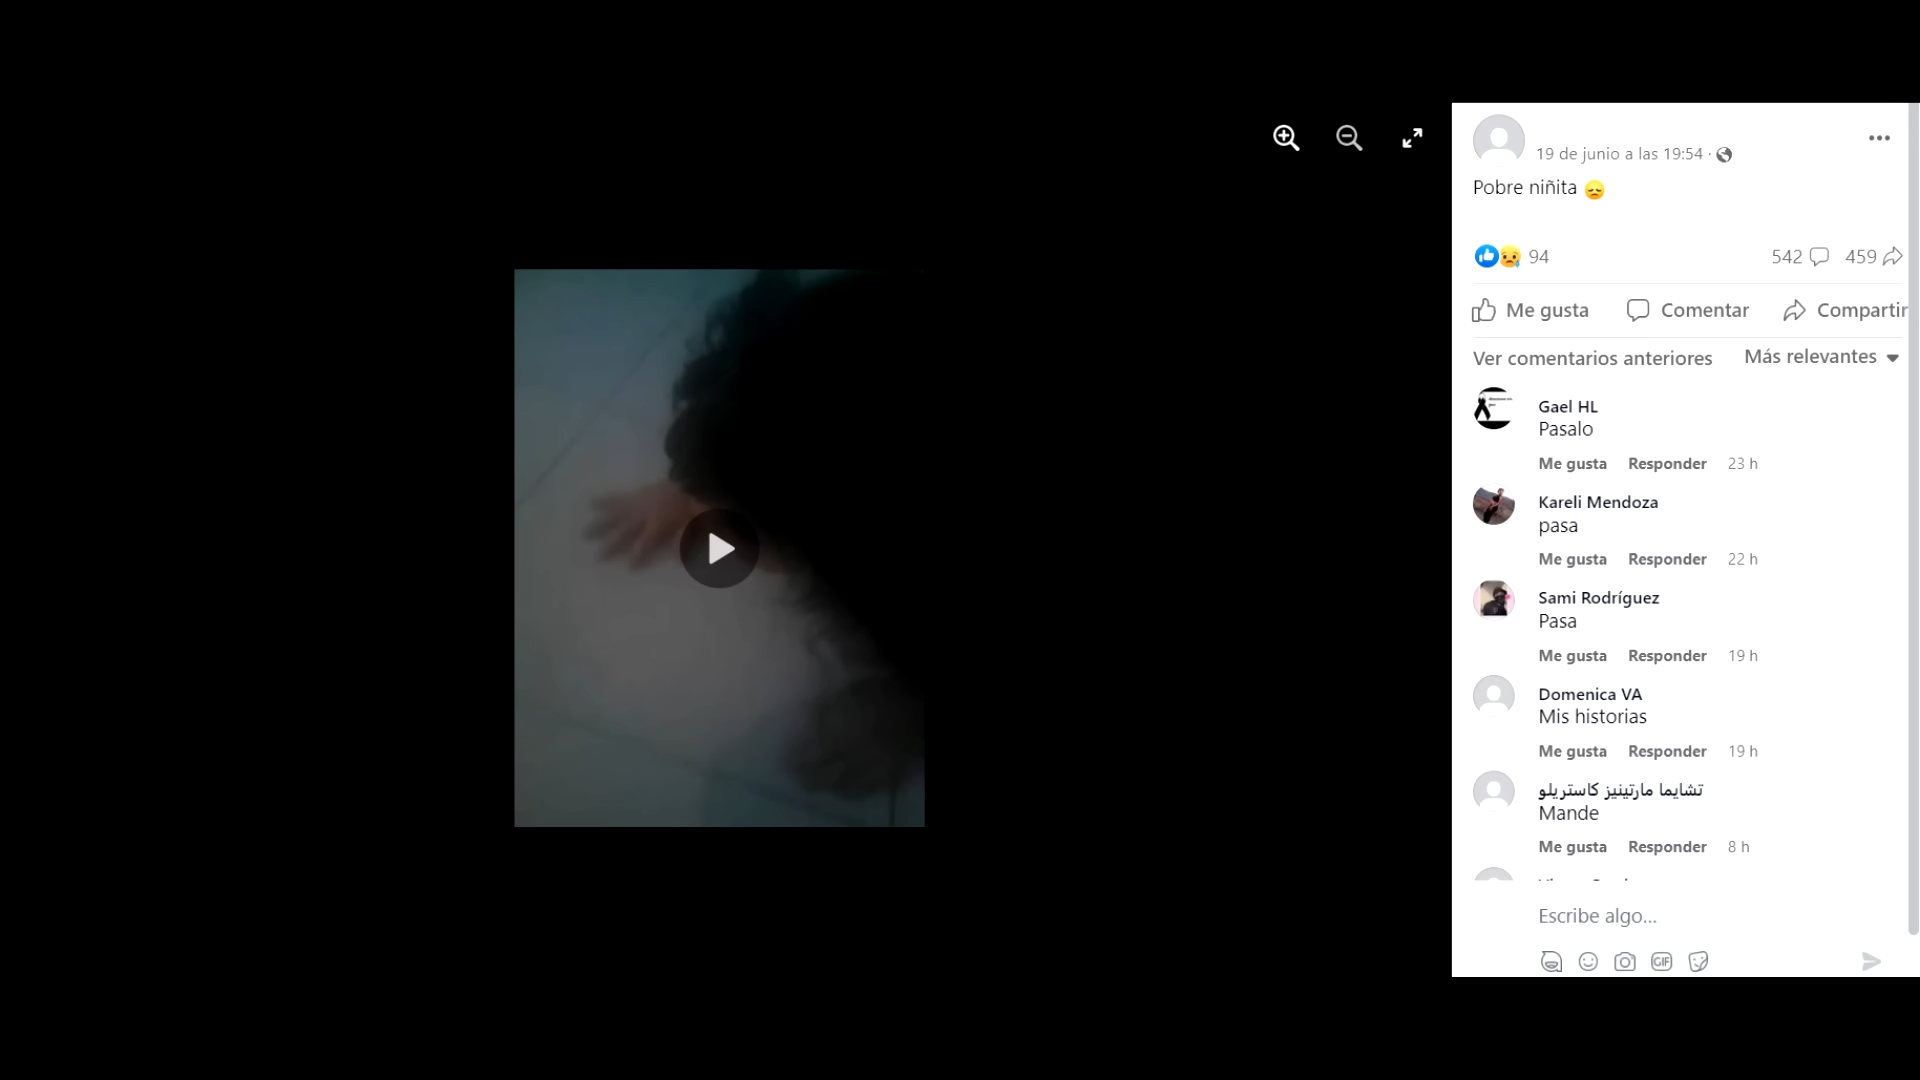 19 de junio a las 19:54 ·
Pobre niñita
94 542 459
Me gusta Comentar Compartir
Ver comentarios anteriores Más relevantes
Gael HL
Pasalo
Me gusta Responder 23 h
Kareli Mendoza
pasa
Me gusta Responder 22 h
Sami Rodríguez
Pasa
Me gusta Responder 19 h
Domenica VA
Mis historias
Me gusta Responder 19 h
تشايما مارتينيز كاستريلو
Mande
Me gusta Responder 8 h
Escribe algo...
GIF